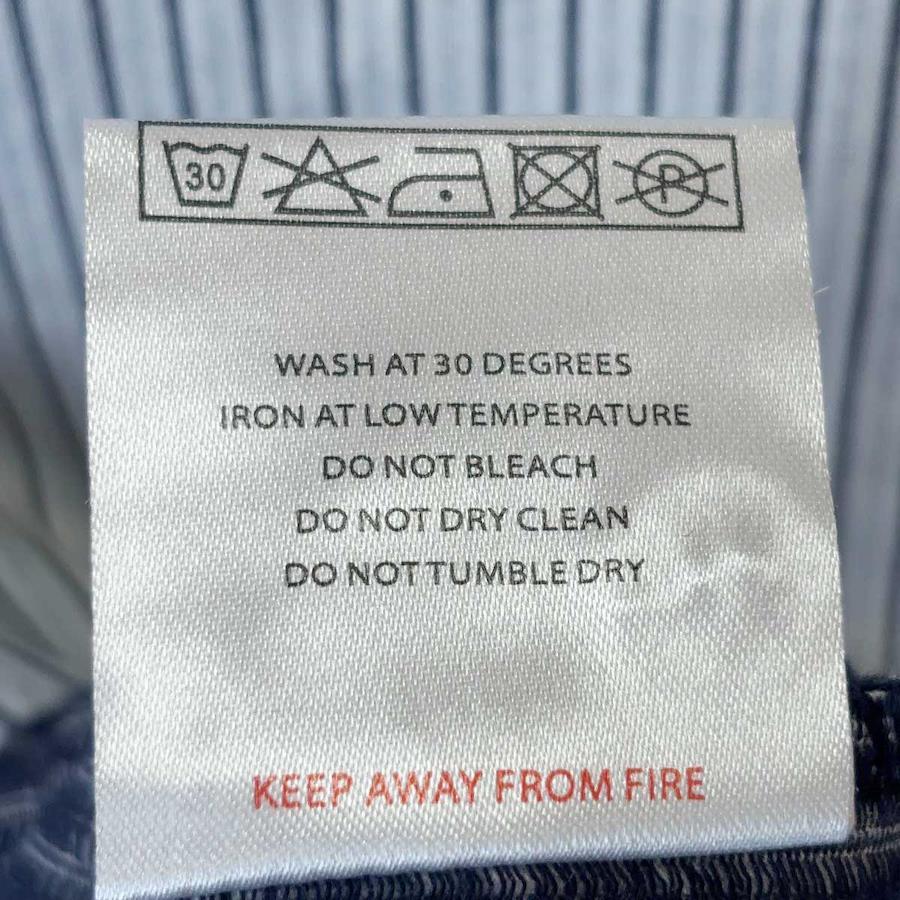 30 P
WASH AT 30 DEGREES
IRON AT LOW TEMPERATURE
DO NOT BLEACH
DO NOT DRY CLEAN
DO NOT TUMBLE DRY
KEEP AWAY FROM FIRE